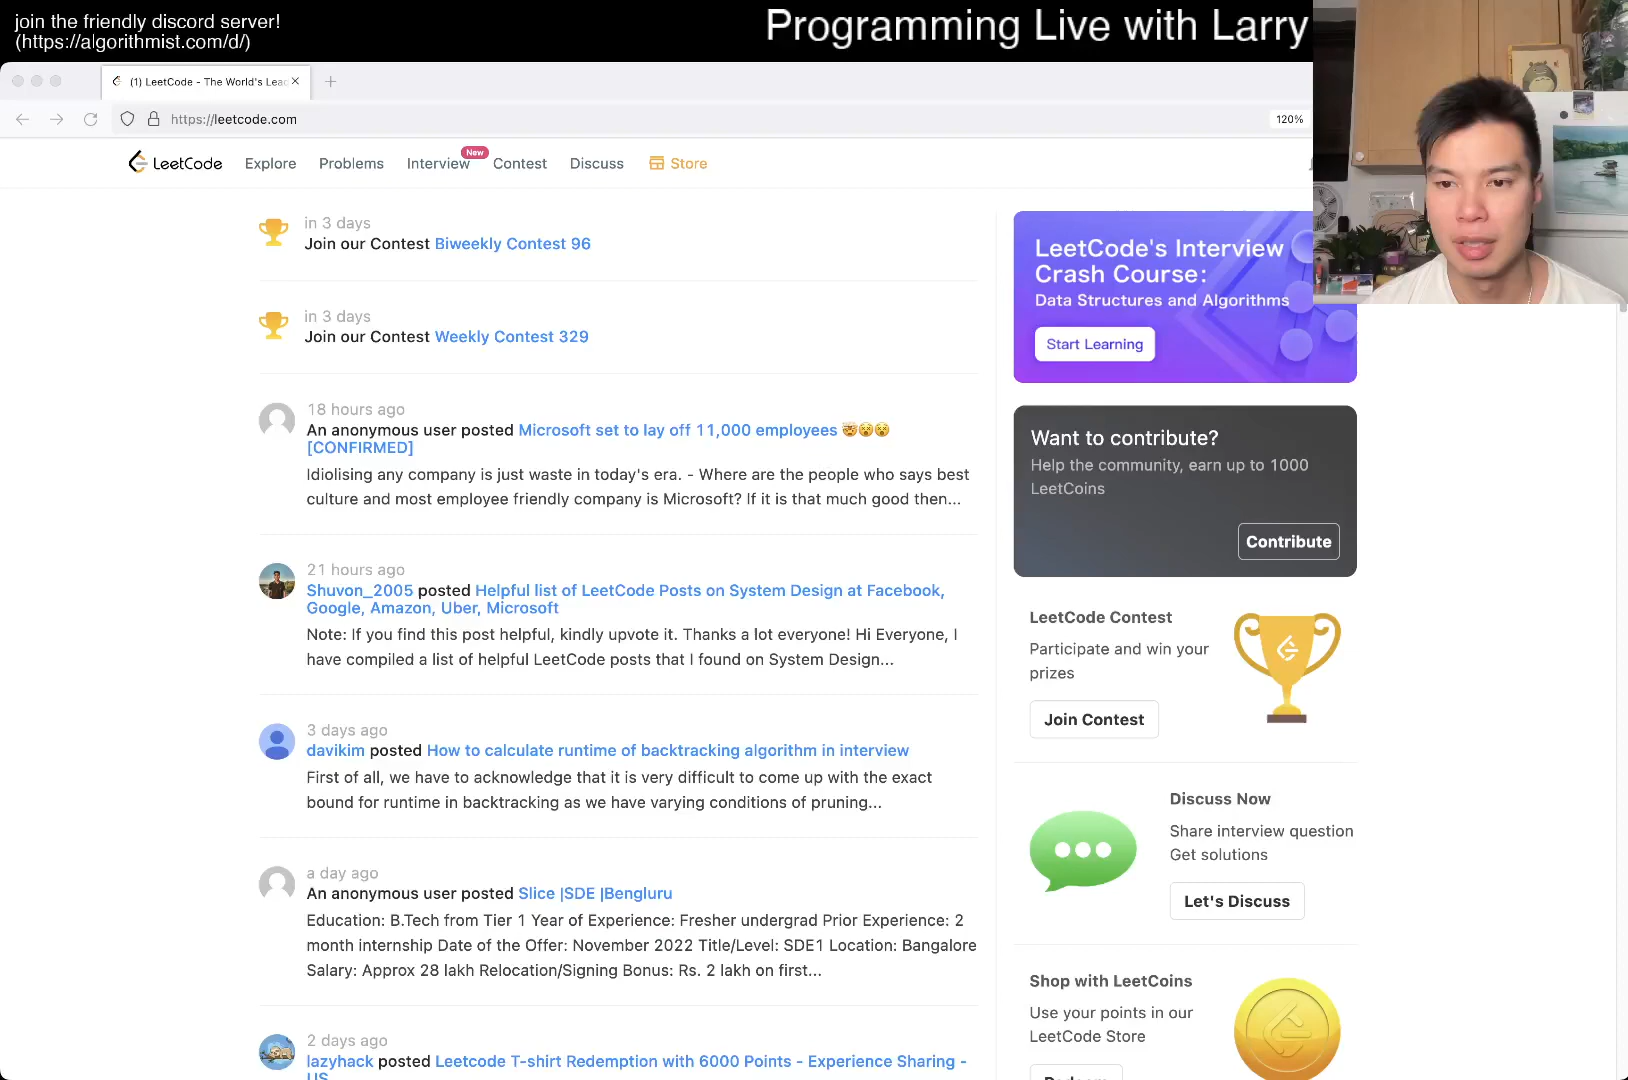 join the friendly discord server!
(https://algorithmist.com/d/)
Programming Live with Larry
(1) LeetCode - The World's Lea
https://leetcode.com
120%
LeetCode
Explore
Problems
Interview
New
Contest
Discuss
Store
in 3 days
Join our Contest Biweekly Contest 96
in 3 days
Join our Contest Weekly Contest 329
18 hours ago
An anonymous user posted Microsoft set to lay off 11,000 employees 🤯😵😵
[CONFIRMED]
Idiolising any company is just waste in today's era. - Where are the people who says best
culture and most employee friendly company is Microsoft? If it is that much good then...
21 hours ago
Shuvon_2005 posted Helpful list of LeetCode Posts on System Design at Facebook,
Google, Amazon, Uber, Microsoft
Note: If you find this post helpful, kindly upvote it. Thanks a lot everyone! Hi Everyone, I
have compiled a list of helpful LeetCode posts that I found on System Design...
3 days ago
davikim posted How to calculate runtime of backtracking algorithm in interview
First of all, we have to acknowledge that it is very difficult to come up with the exact
bound for runtime in backtracking as we have varying conditions of pruning...
a day ago
An anonymous user posted Slice |SDE |Bengluru
Education: B.Tech from Tier 1 Year of Experience: Fresher undergrad Prior Experience: 2
month internship Date of the Offer: November 2022 Title/Level: SDE1 Location: Bangalore
Salary: Approx 28 lakh Relocation/Signing Bonus: Rs. 2 lakh on first...
2 days ago
lazyhack posted Leetcode T-shirt Redemption with 6000 Points - Experience Sharing -
US
LeetCode's Interview
Crash Course:
Data Structures and Algorithms
Start Learning
Want to contribute?
Help the community, earn up to 1000
LeetCoins
Contribute
LeetCode Contest
Participate and win your
prizes
Join Contest
Discuss Now
Share interview question
Get solutions
Let's Discuss
Shop with LeetCoins
Use your points in our
LeetCode Store
Redeem